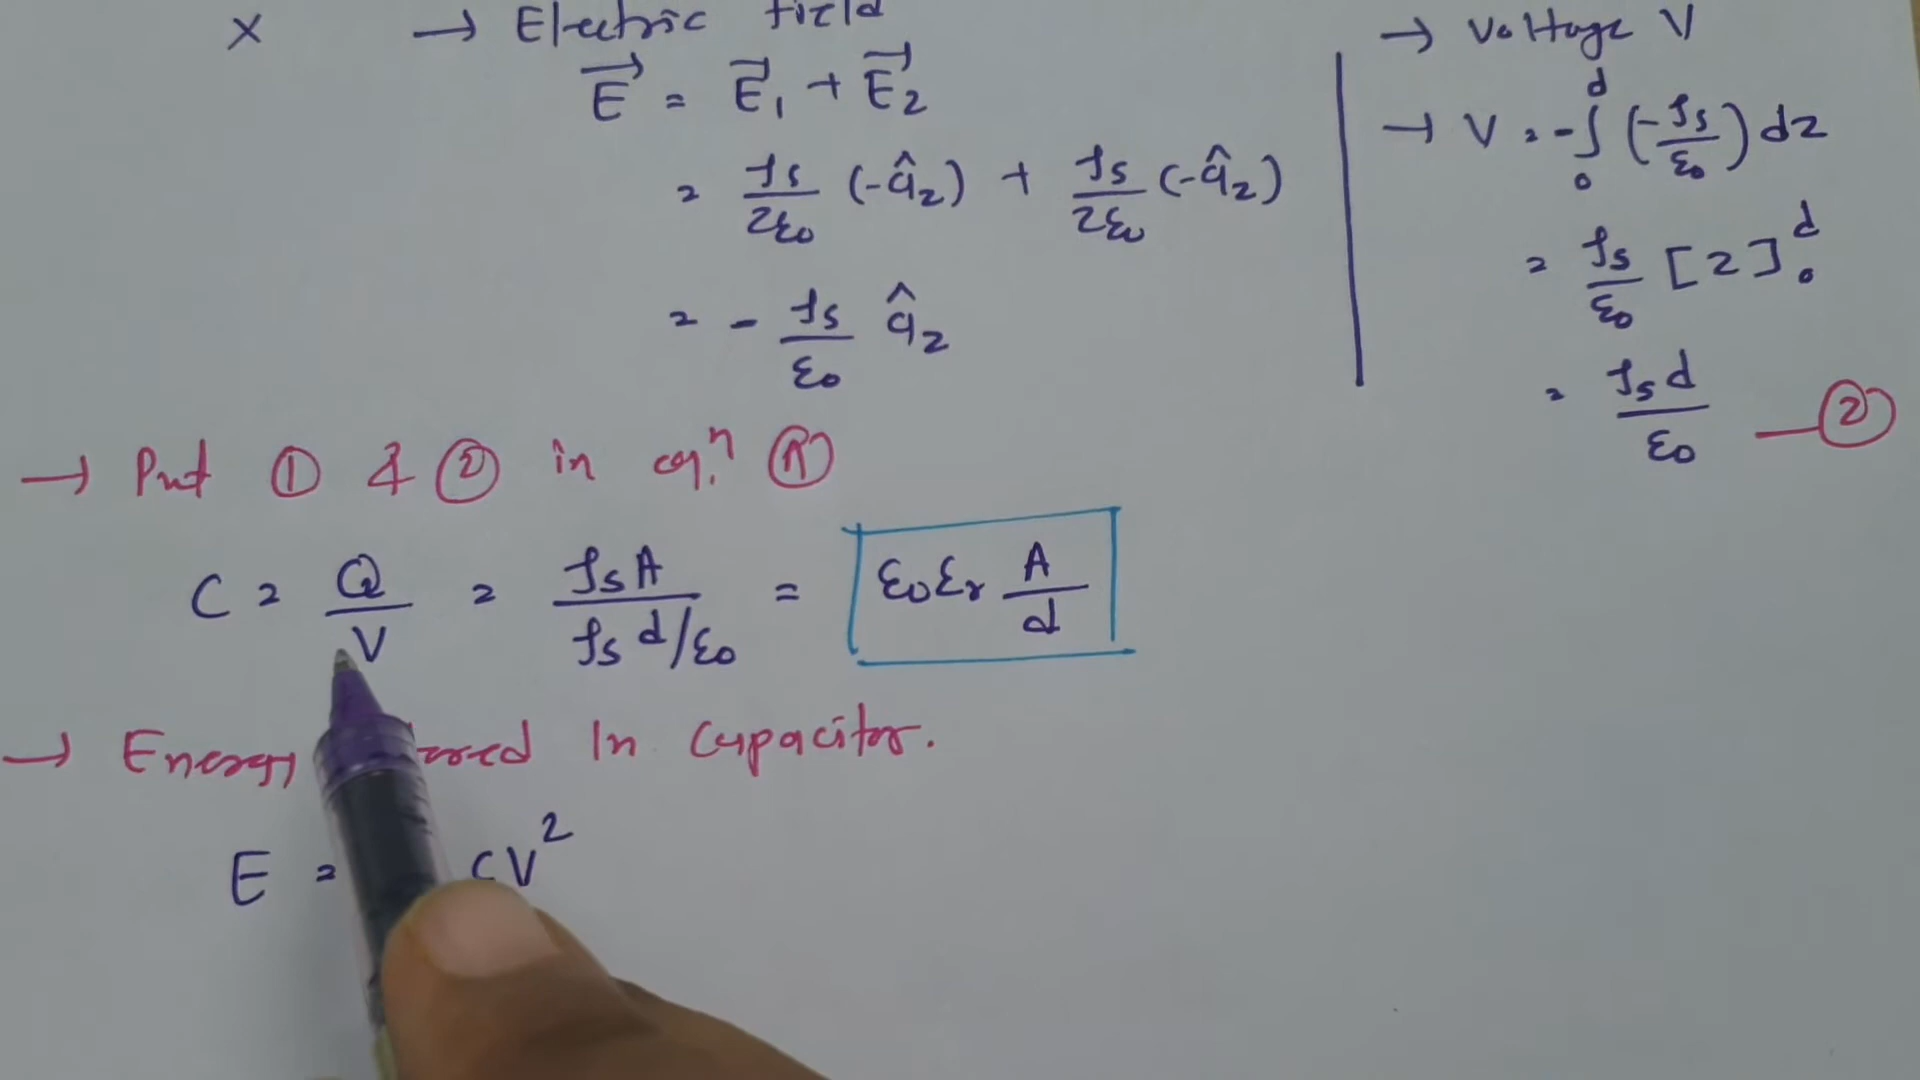 x → Electric field
E⃗ = E⃗₁ + E⃗₂
= ρs/2ε₀ (-âz) + ρs/2ε₀ (-âz)
= - ρs/ε₀ âz
→ Voltage V
→ V = -∫₀ᵈ (-ρs/ε₀) dz
= ρs/ε₀ [z]₀ᵈ
= ρs d/ε₀ — ②
→ Put ① & ② in eqⁿ. Ⓐ
C = Q/V = ρs A/ρs d/ε₀ = ε₀εr A/d
→ Energy In Capacitor.
E = CV²